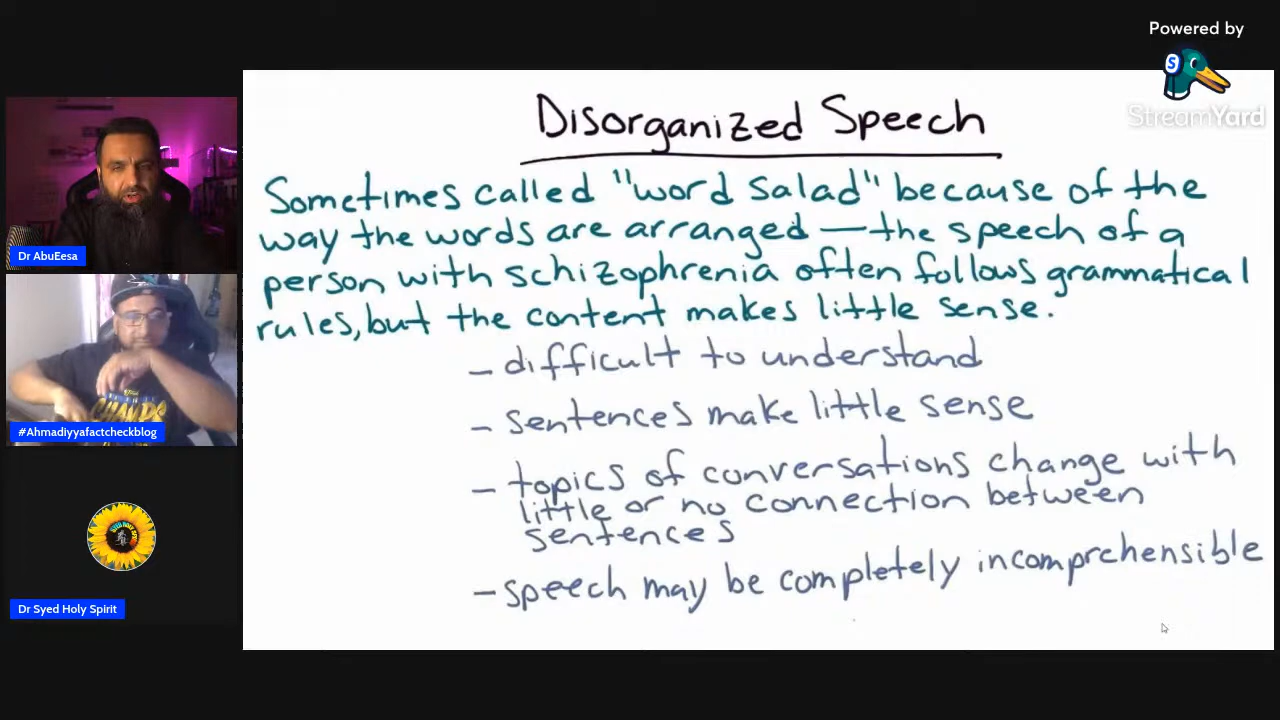 Powered by
S
StreamYard
Dr AbuEesa
#Ahmadiyyafactcheckblog
Dr Syed Holy Spirit
Disorganized Speech
Sometimes called "word salad" because of the
way the words are arranged—the speech of a
person with schizophrenia often follows grammatical
rules, but the content makes little sense.
- difficult to understand
- sentences make little sense
- topics of conversations change with
little or no connection between
sentences
- speech may be completely incomprehensible